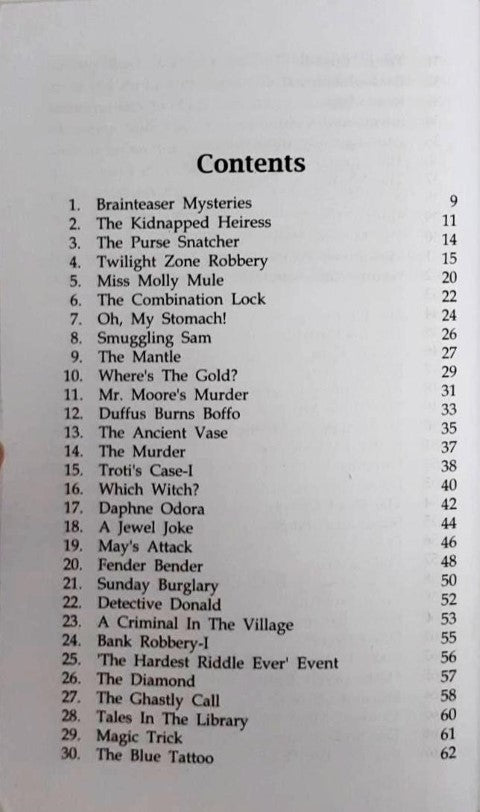 Contents
1. Brainteaser Mysteries 9
2. The Kidnapped Heiress 11
3. The Purse Snatcher 14
4. Twilight Zone Robbery 15
5. Miss Molly Mule 20
6. The Combination Lock 22
7. Oh, My Stomach! 24
8. Smuggling Sam 26
9. The Mantle 27
10. Where's The Gold? 29
11. Mr. Moore's Murder 31
12. Duffus Burns Boffo 33
13. The Ancient Vase 35
14. The Murder 37
15. Troti's Case-I 38
16. Which Witch? 40
17. Daphne Odora 42
18. A Jewel Joke 44
19. May's Attack 46
20. Fender Bender 48
21. Sunday Burglary 50
22. Detective Donald 52
23. A Criminal In The Village 53
24. Bank Robbery-I 55
25. 'The Hardest Riddle Ever' Event 56
26. The Diamond 57
27. The Ghastly Call 58
28. Tales In The Library 60
29. Magic Trick 61
30. The Blue Tattoo 62